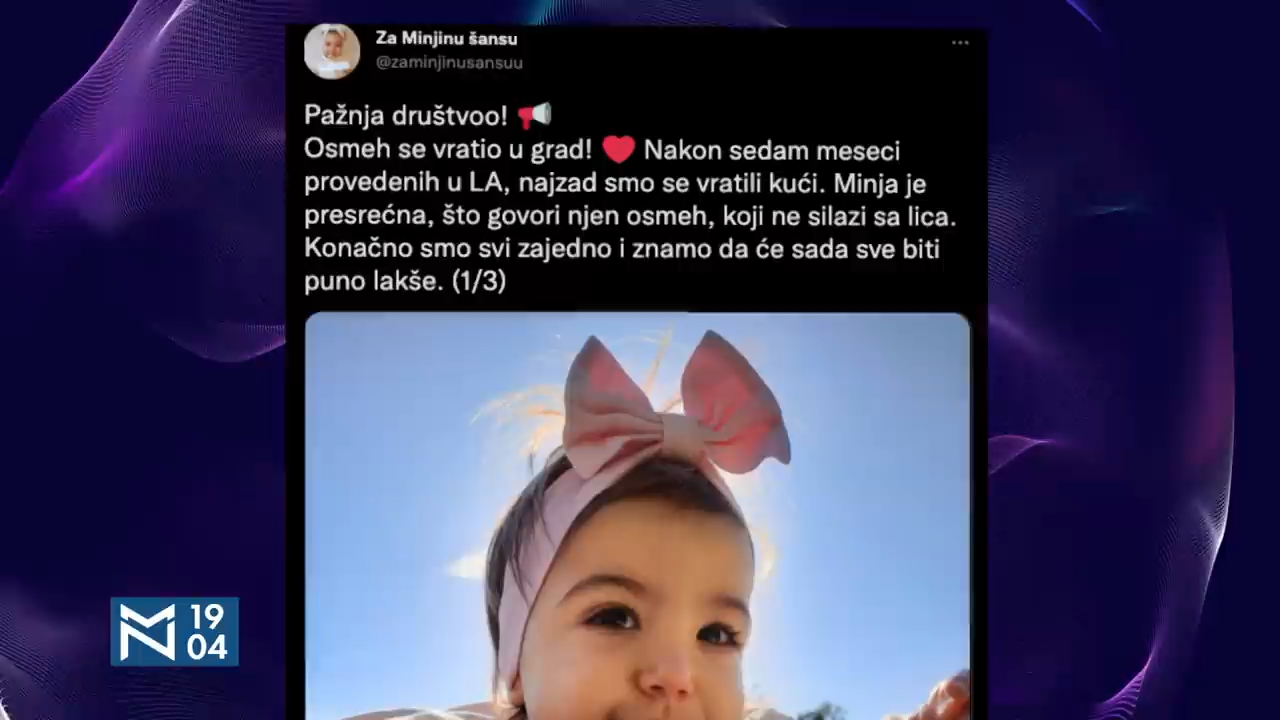 Za Minjinu šansu
@zaminjinusansuu
Pažnja društvoo! 📢
Osmeh se vratio u grad! ❤️ Nakon sedam meseci
provedenih u LA, najzad smo se vratili kući. Minja je
presrećna, što govori njen osmeh, koji ne silazi sa lica.
Konačno smo svi zajedno i znamo da će sada sve biti
puno lakše. (1/3)
19
04